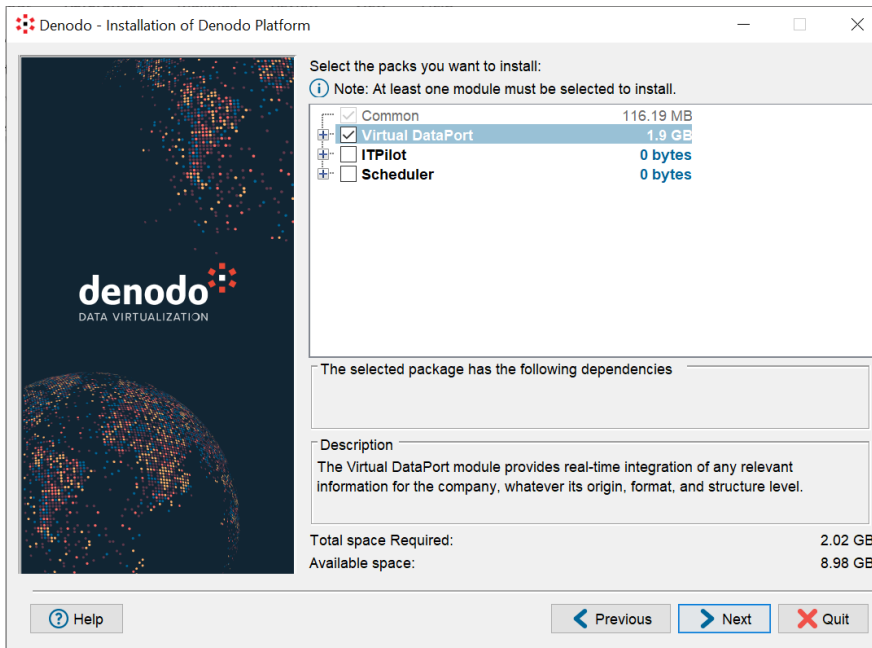 Denodo - Installation of Denodo Platform
Select the packs you want to install:
Note: At least one module must be selected to install.
Common 116.19 MB
Virtual DataPort 1.9 GB
ITPilot 0 bytes
Scheduler 0 bytes
denodo
DATA VIRTUALIZATION
The selected package has the following dependencies
Description
The Virtual DataPort module provides real-time integration of any relevant
information for the company, whatever its origin, format, and structure level.
Total space Required: 2.02 GB
Available space: 8.98 GB
Help Previous Next Quit